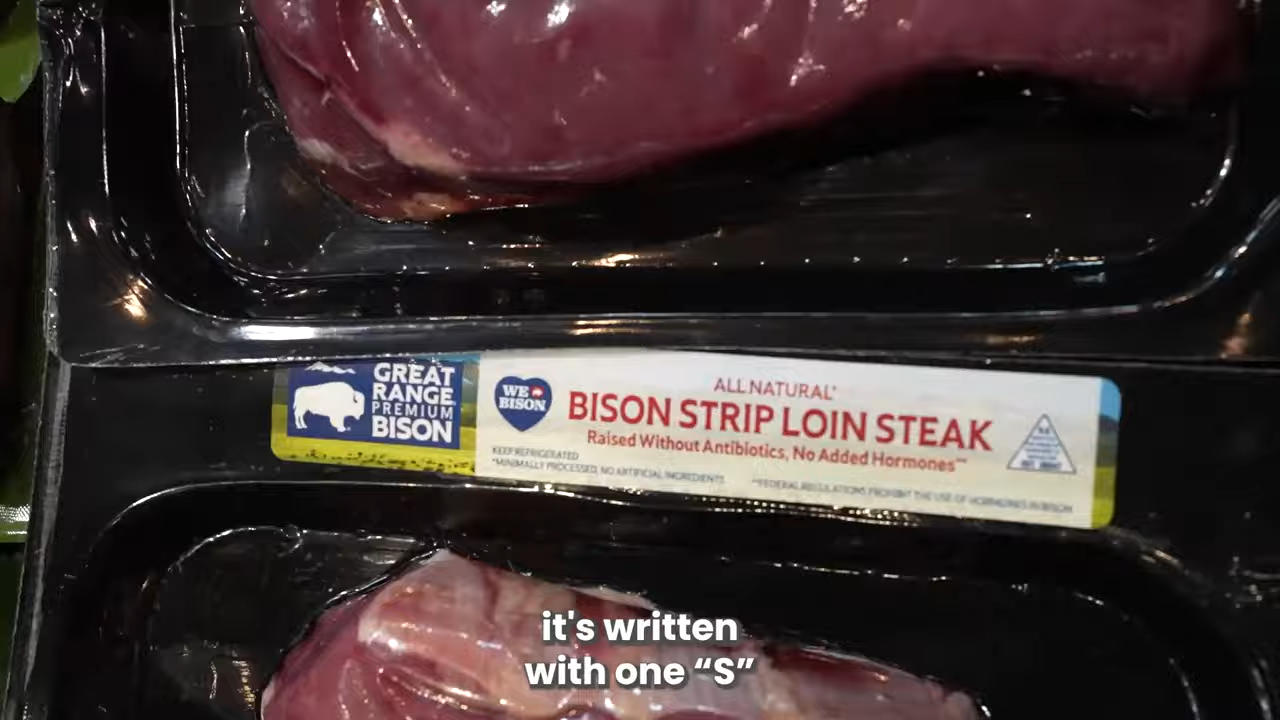 GREAT
RANGE
PREMIUM
BISON
WE
BISON
ALL NATURAL*
BISON STRIP LOIN STEAK
Raised Without Antibiotics, No Added Hormones**
KEEP REFRIGERATED
*MINIMALLY PROCESSED, NO ARTIFICIAL INGREDIENTS
**FEDERAL REGULATIONS PROHIBIT THE USE OF HORMONES IN BISON
it's written
with one “S”